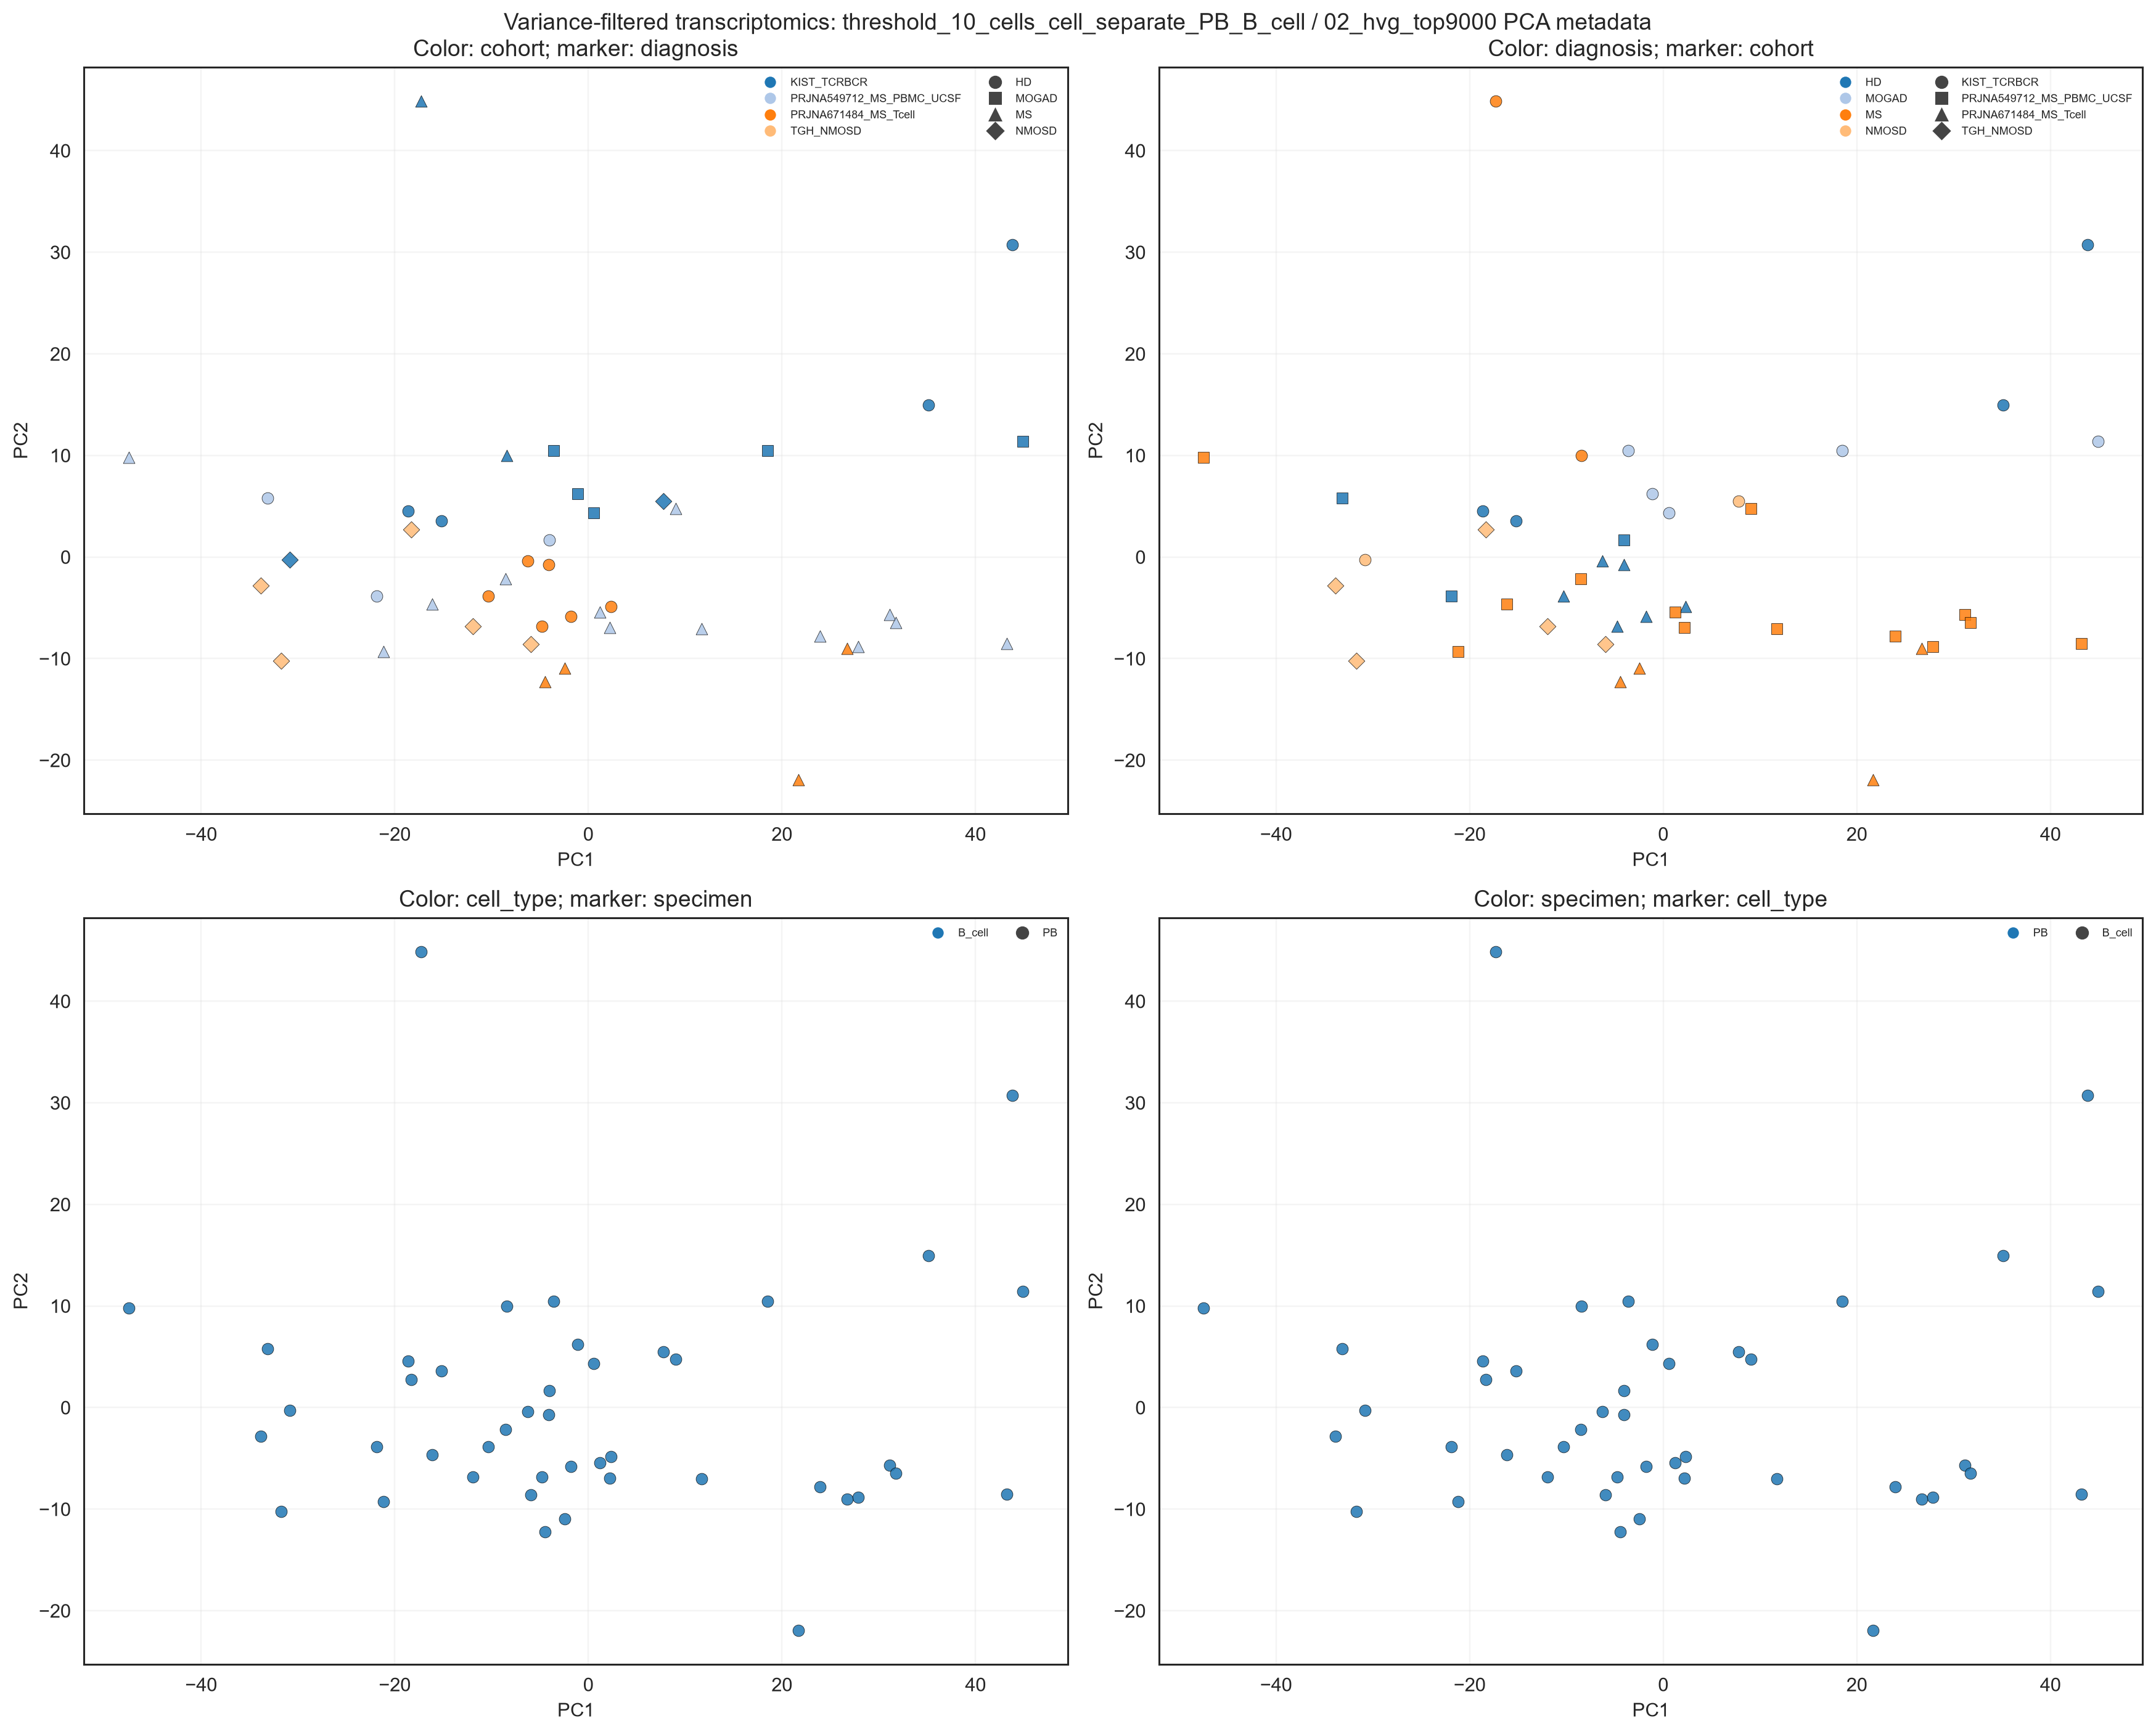 Variance-filtered transcriptomics: threshold_10_cells_cell_separate_PB_B_cell / 02_hvg_top9000 PCA metadata
Color: cohort; marker: diagnosis
KIST_TCRBCR
PRJNA549712_MS_PBMC_UCSF
PRJNA671484_MS_Tcell
TGH_NMOSD
HD
MOGAD
MS
NMOSD
40
30
20
10
0
−10
−20
PC2
−40
−20
0
20
40
PC1
Color: diagnosis; marker: cohort
HD
MOGAD
MS
NMOSD
KIST_TCRBCR
PRJNA549712_MS_PBMC_UCSF
PRJNA671484_MS_Tcell
TGH_NMOSD
40
30
20
10
0
−10
−20
PC2
−40
−20
0
20
40
PC1
Color: cell_type; marker: specimen
B_cell
PB
40
30
20
10
0
−10
−20
PC2
−40
−20
0
20
40
PC1
Color: specimen; marker: cell_type
PB
B_cell
40
30
20
10
0
−10
−20
PC2
−40
−20
0
20
40
PC1